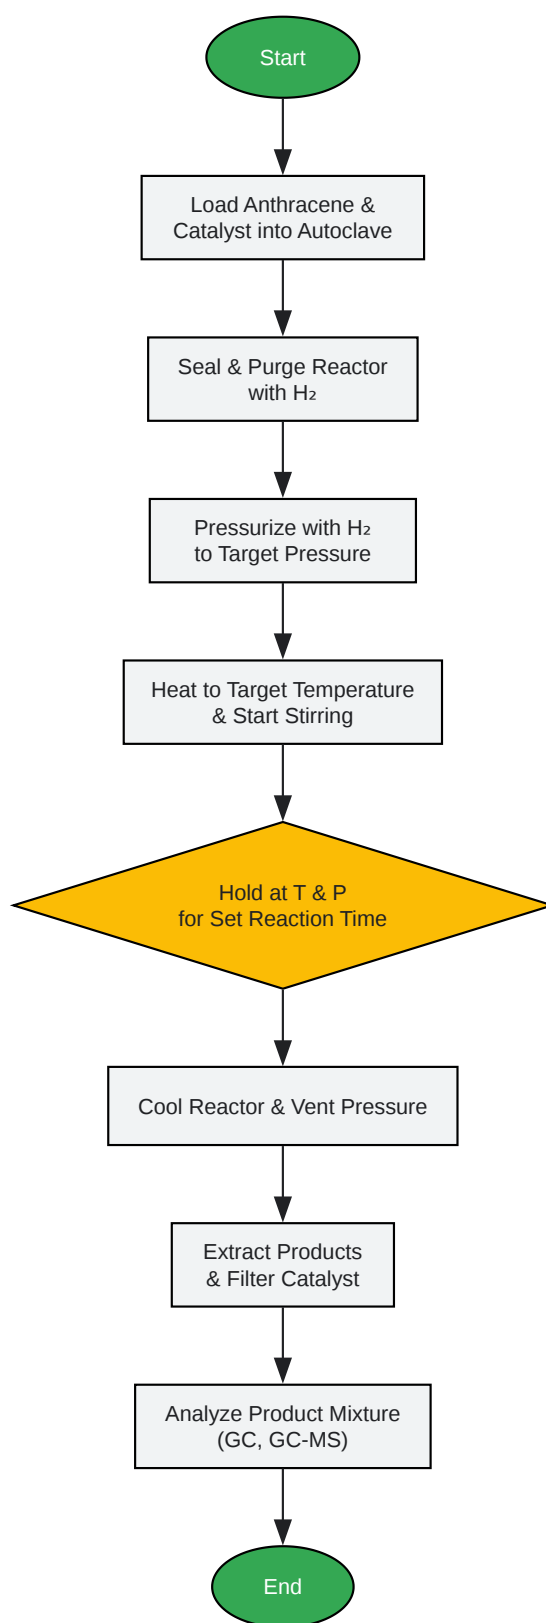 Start
Load Anthracene &
Catalyst into Autoclave
Seal & Purge Reactor
with H₂
Pressurize with H₂
to Target Pressure
Heat to Target Temperature
& Start Stirring
Hold at T & P
for Set Reaction Time
Cool Reactor & Vent Pressure
Extract Products
& Filter Catalyst
Analyze Product Mixture
(GC, GC-MS)
End